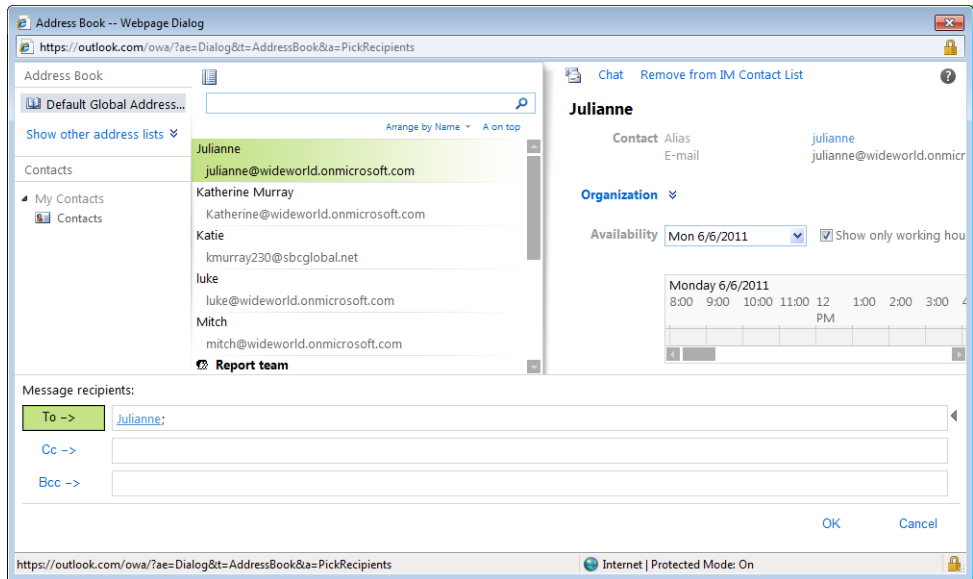 Address Book -- Webpage Dialog
https://outlook.com/owa/?ae=Dialog&t=AddressBook&a=PickRecipients
Address Book
Default Global Address...
Show other address lists
Contacts
My Contacts
Contacts
Arrange by Name A on top
Julianne
julianne@wideworld.onmicrosoft.com
Katherine Murray
Katherine@wideworld.onmicrosoft.com
Katie
kmurray230@sbcglobal.net
luke
luke@wideworld.onmicrosoft.com
Mitch
mitch@wideworld.onmicrosoft.com
Report team
Chat Remove from IM Contact List
Julianne
Contact Alias julianne
E-mail julianne@wideworld.onmicr
Organization
Availability Mon 6/6/2011 Show only working hou
Monday 6/6/2011
8:00 9:00 10:00 11:00 12 1:00 2:00 3:00 4
PM
Message recipients:
To -> Julianne;
Cc ->
Bcc ->
OK Cancel
https://outlook.com/owa/?ae=Dialog&t=AddressBook&a=PickRecipients Internet | Protected Mode: On